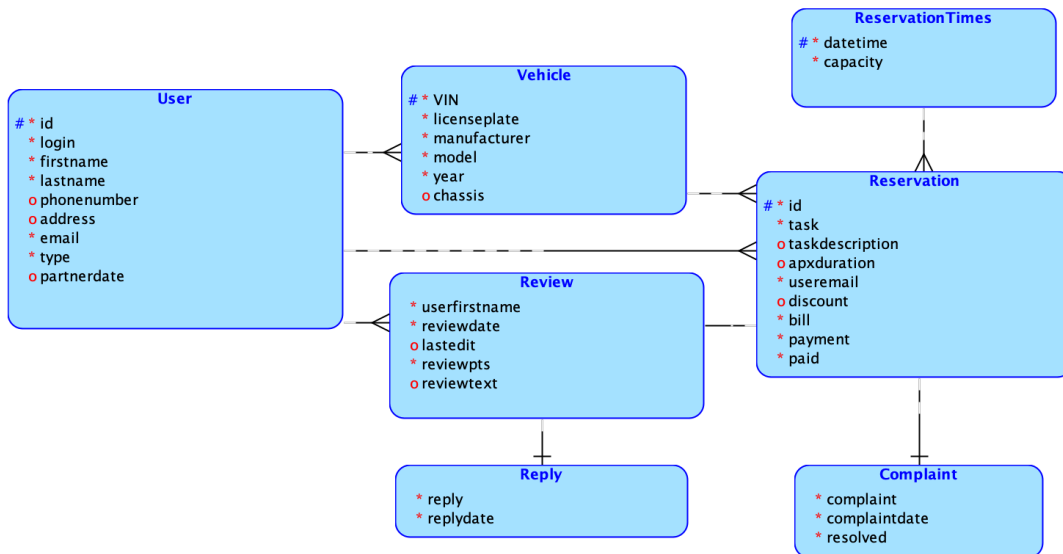 User
# * id
* login
* firstname
* lastname
o phonenumber
o address
* email
* type
o partnerdate
Vehicle
# * VIN
* licenseplate
* manufacturer
* model
* year
o chassis
ReservationTimes
# * datetime
* capacity
Reservation
# * id
* task
o taskdescription
o apxduration
* useremail
o discount
* bill
* payment
* paid
Review
* userfirstname
* reviewdate
o lastedit
* reviewpts
o reviewtext
Reply
* reply
* replydate
Complaint
* complaint
* complaintdate
* resolved